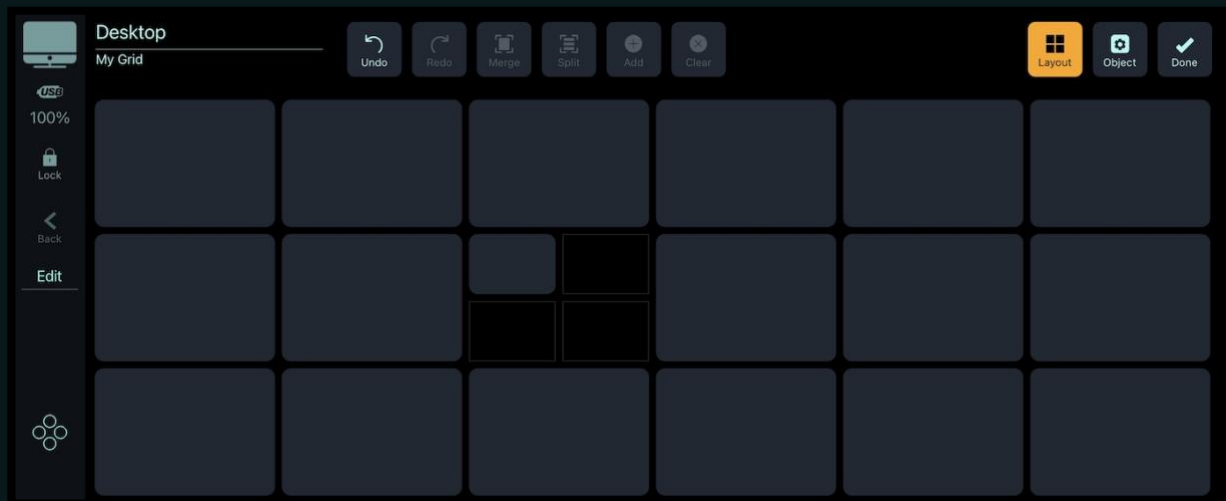 Desktop
My Grid
Undo
Redo
Merge
Split
Add
Clear
Layout
Object
Done
USB
100%
Lock
Back
Edit